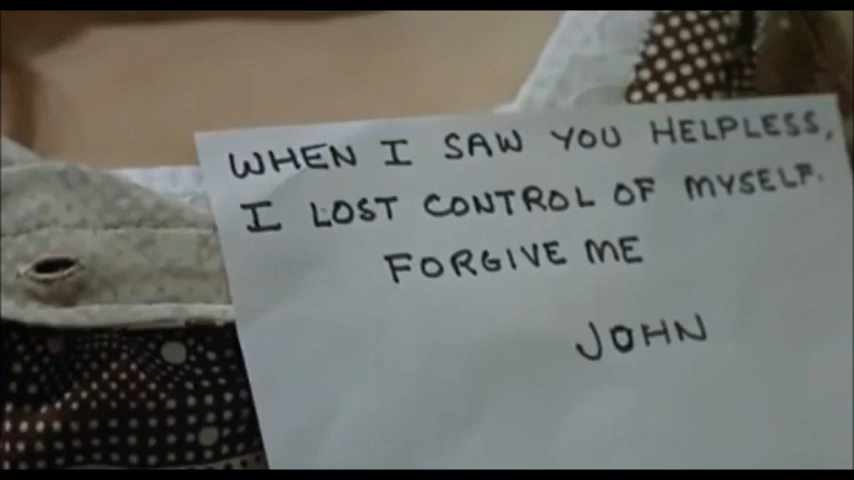 WHEN I SAW YOU HELPLESS,
I LOST CONTROL OF MYSELF.
FORGIVE ME
JOHN